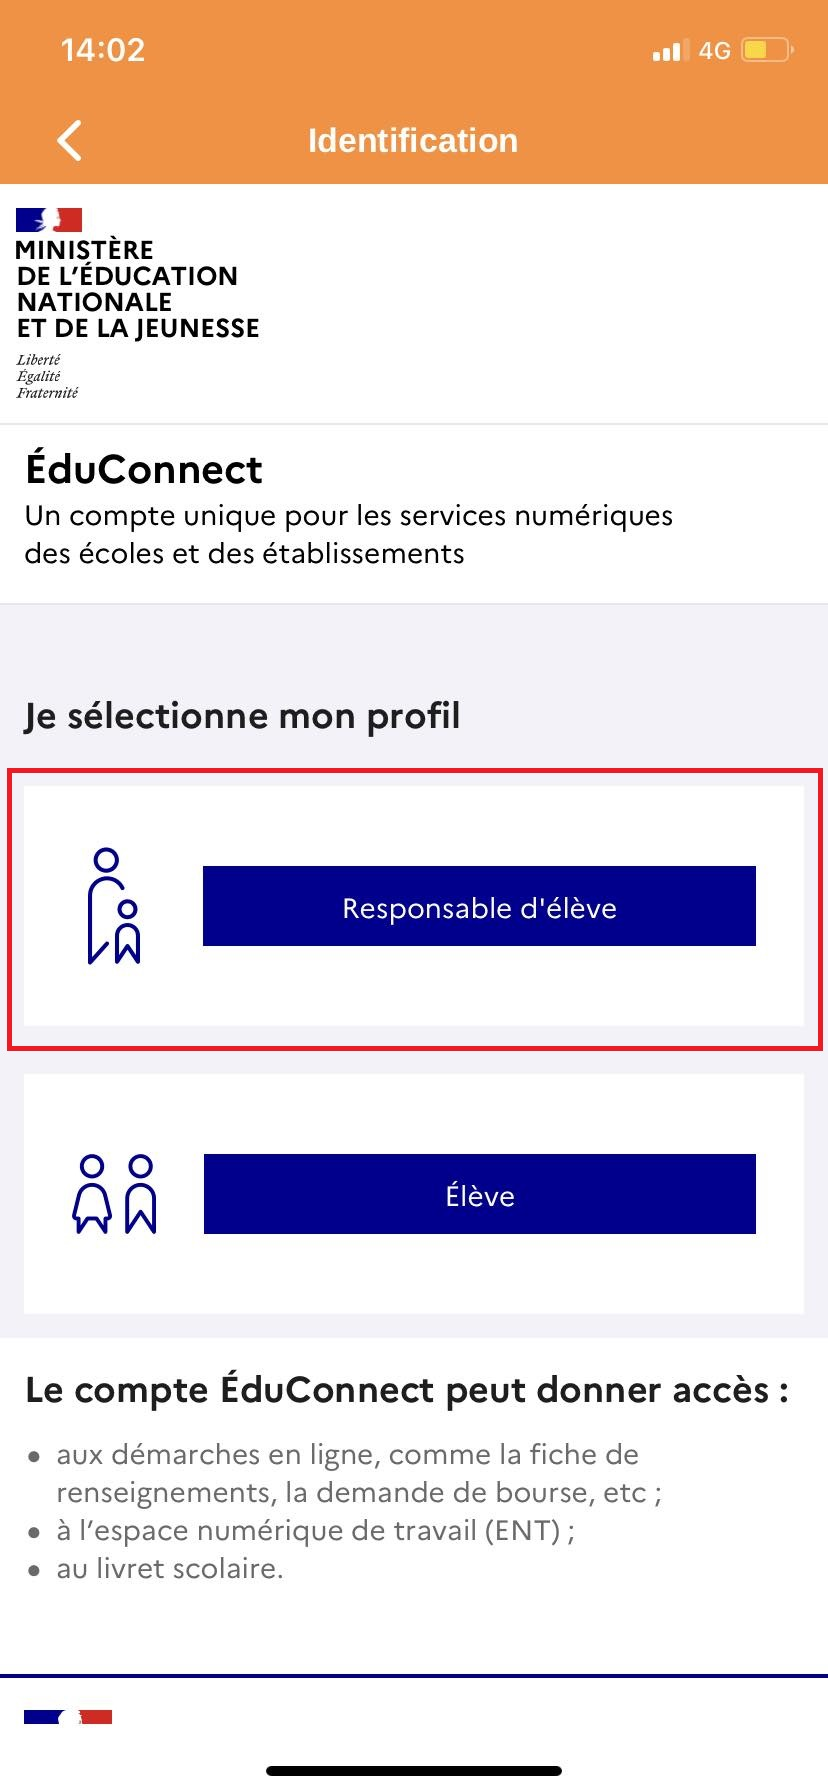 14:02
4G
Identification
MINISTÈRE
DE L’ÉDUCATION
NATIONALE
ET DE LA JEUNESSE
Liberté
Égalité
Fraternité
ÉduConnect
Un compte unique pour les services numériques
des écoles et des établissements
Je sélectionne mon profil
Responsable d'élève
Élève
Le compte ÉduConnect peut donner accès :
• aux démarches en ligne, comme la fiche de
renseignements, la demande de bourse, etc ;
• à l’espace numérique de travail (ENT) ;
• au livret scolaire.